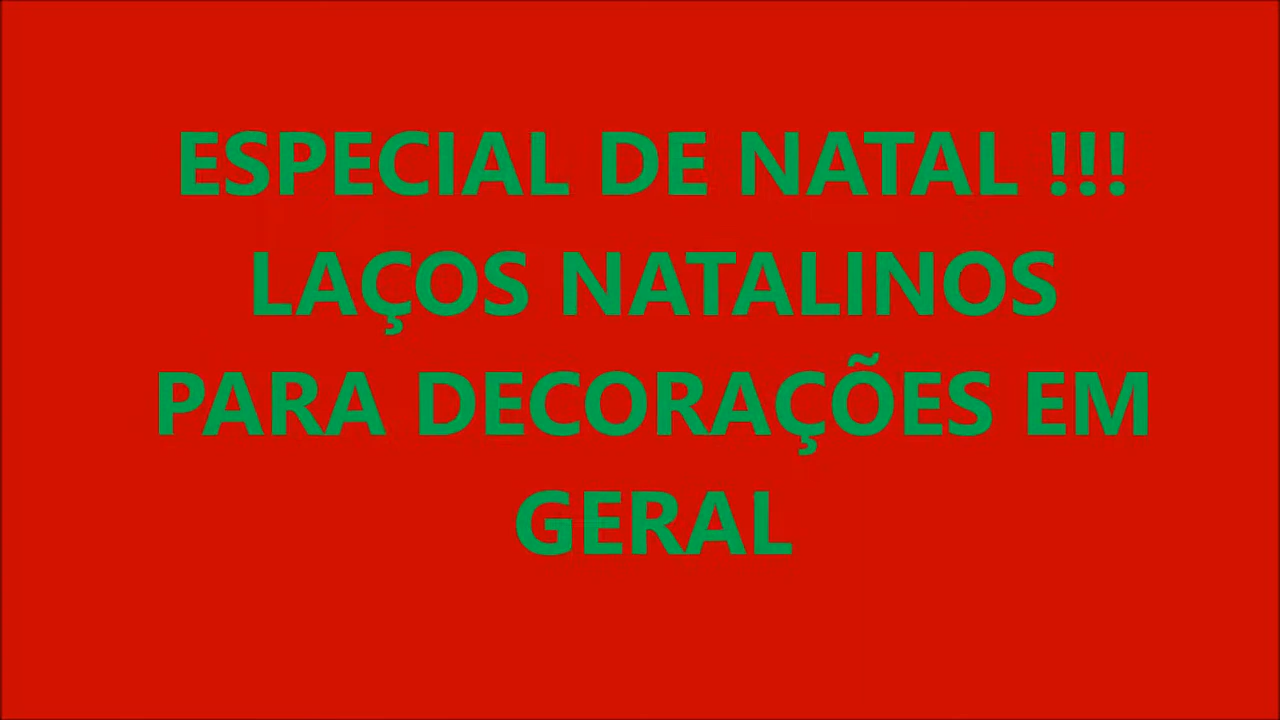 ESPECIAL DE NATAL !!!
LAÇOS NATALINOS
PARA DECORAÇÕES EM
GERAL